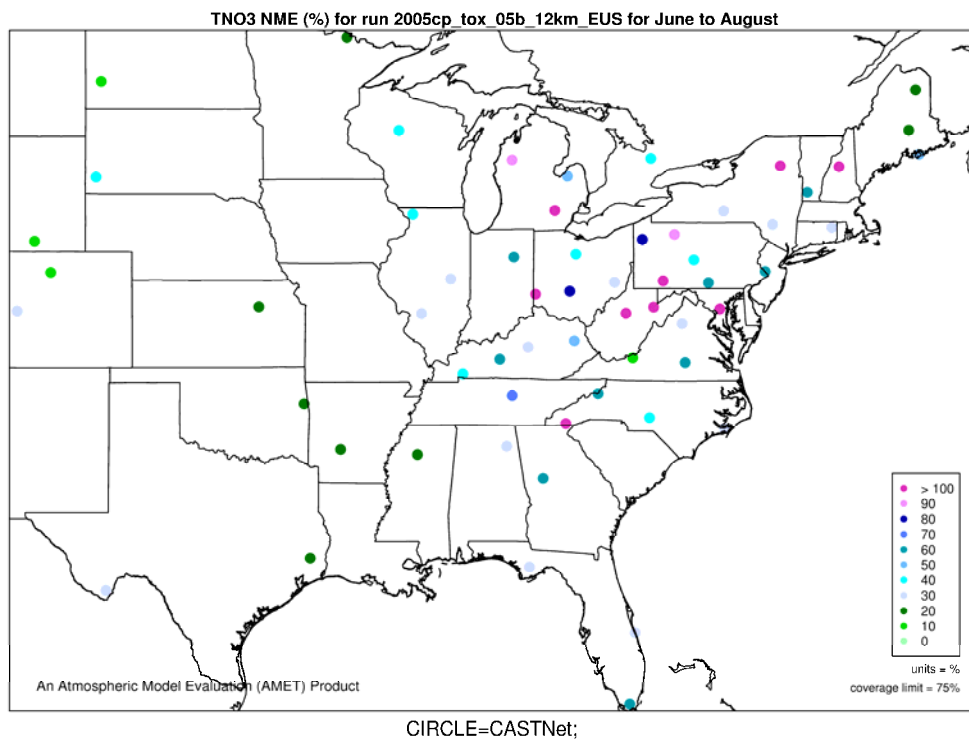 TNO3 NME (%) for run 2005cp_tox_05b_12km_EUS for June to August
> 100
90
80
70
60
50
40
30
20
10
0
units = %
coverage limit = 75%
An Atmospheric Model Evaluation (AMET) Product
CIRCLE=CASTNet;